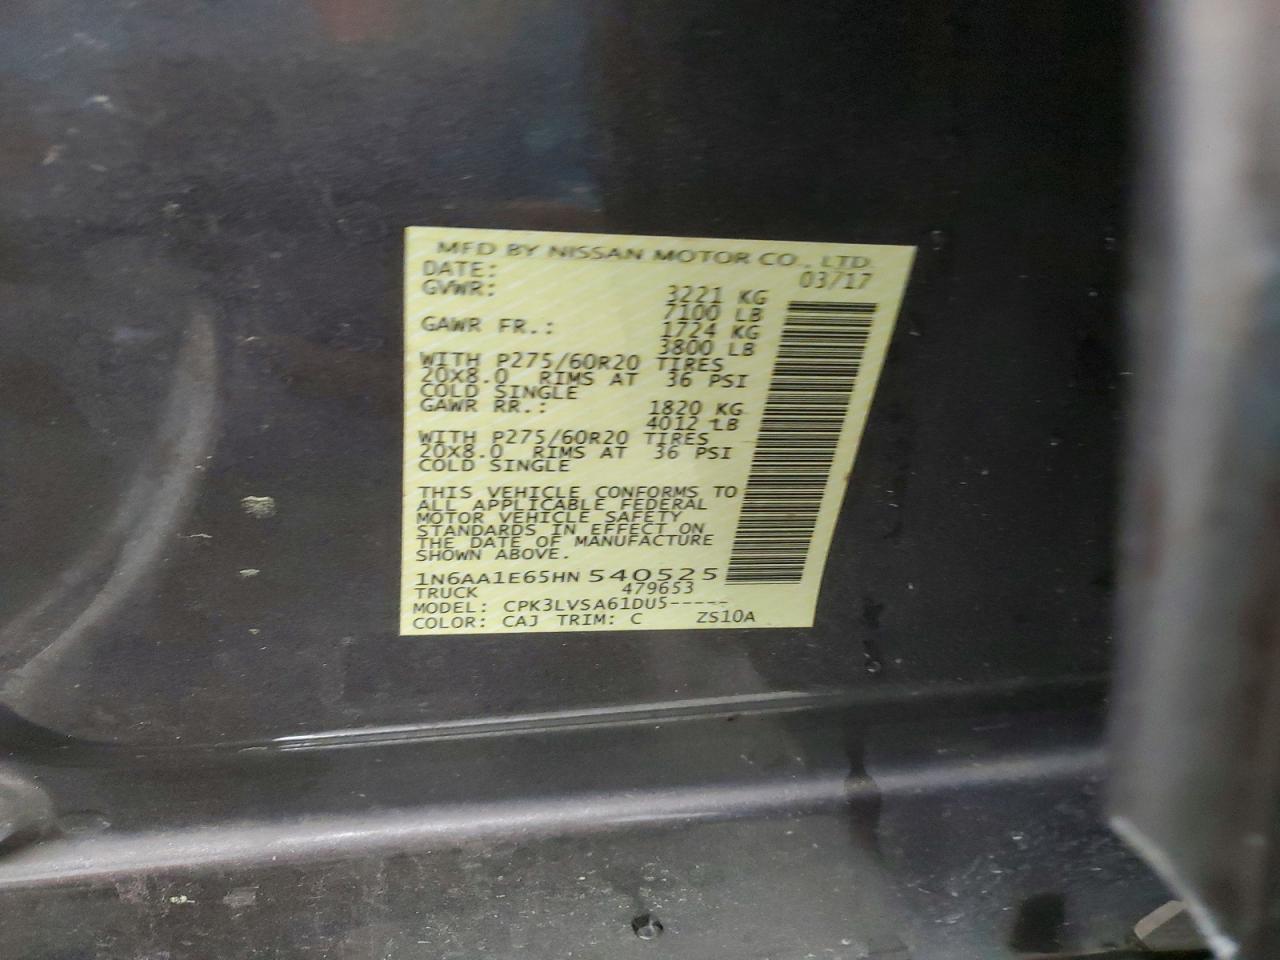 MFD BY NISSAN MOTOR CO., LTD.
DATE: 03/17
GVWR: 3221 KG
7100 LB
GAWR FR.: 1724 KG
3800 LB
WITH P275/60R20 TIRES
20X8.0 RIMS AT 36 PSI
COLD SINGLE
GAWR RR.: 1820 KG
4012 LB
WITH P275/60R20 TIRES
20X8.0 RIMS AT 36 PSI
COLD SINGLE
THIS VEHICLE CONFORMS TO
ALL APPLICABLE FEDERAL
MOTOR VEHICLE SAFETY
STANDARDS IN EFFECT ON
THE DATE OF MANUFACTURE
SHOWN ABOVE.
1N6AA1E65HN 540525
TRUCK 479653
MODEL: CPK3LVSA61DU5-----
COLOR: CAJ TRIM: C ZS10A